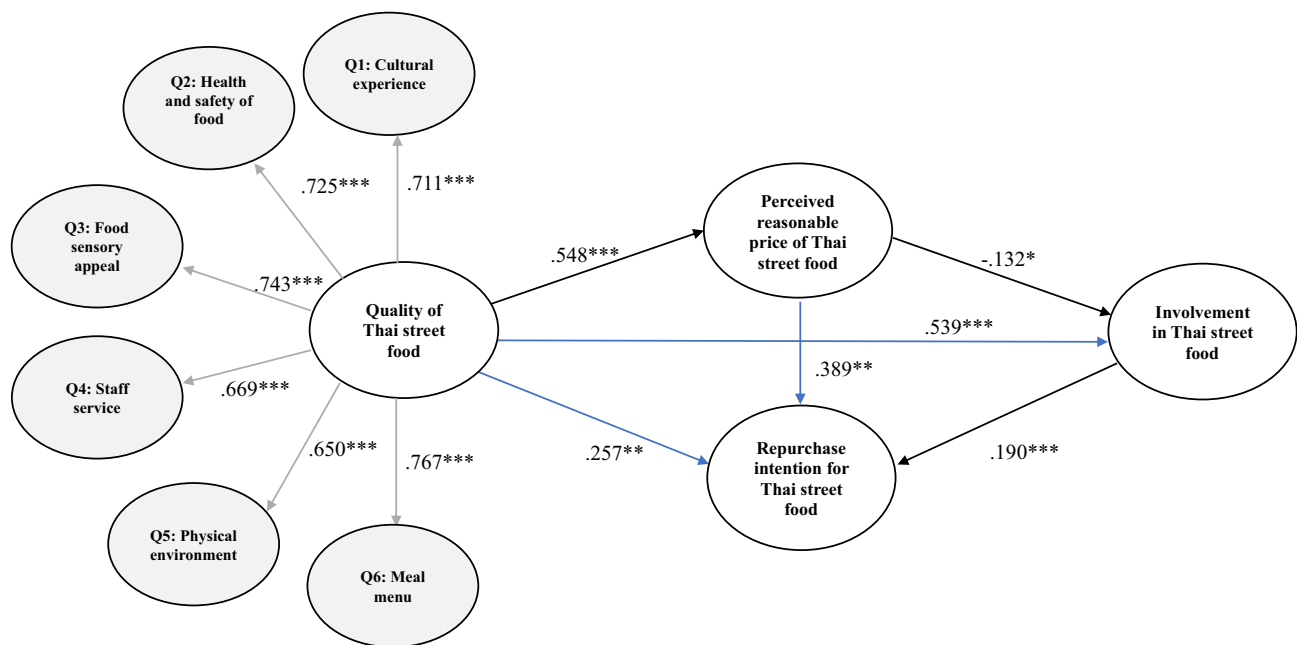 Q1: Cultural
experience
Q2: Health
and safety of
food
.725***
.711***
Q3: Food
sensory
appeal
.743***
Quality of
Thai street
food
Q4: Staff
service
.669***
Q5: Physical
environment
.650***
.767***
Q6: Meal
menu
.548***
Perceived
reasonable
price of Thai
street food
-.132*
.539***
Involvement
in Thai street
food
.389**
.257**
Repurchase
intention for
Thai street
food
.190***